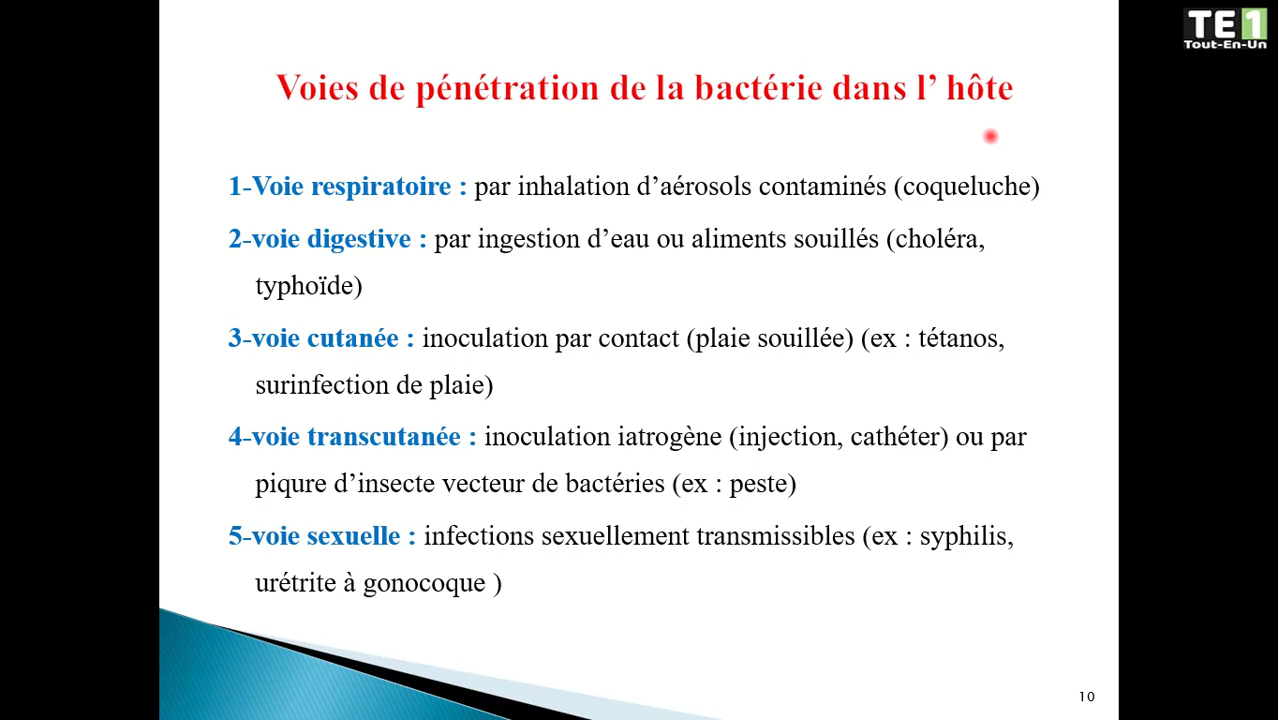 TE1
Tout-En-Un
Voies de pénétration de la bactérie dans l’ hôte
1-Voie respiratoire : par inhalation d’aérosols contaminés (coqueluche)
2-voie digestive : par ingestion d’eau ou aliments souillés (choléra,
typhoïde)
3-voie cutanée : inoculation par contact (plaie souillée) (ex : tétanos,
surinfection de plaie)
4-voie transcutanée : inoculation iatrogène (injection, cathéter) ou par
piqure d’insecte vecteur de bactéries (ex : peste)
5-voie sexuelle : infections sexuellement transmissibles (ex : syphilis,
urétrite à gonocoque )
10